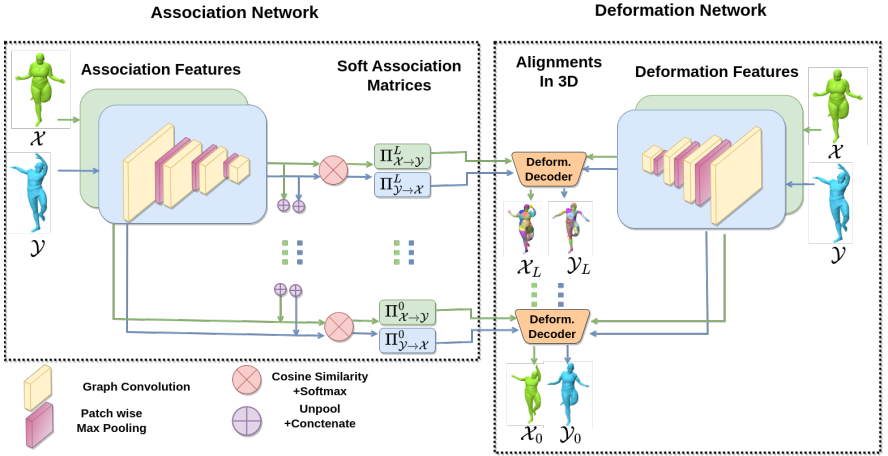 Association Network
Deformation Network
Association Features
Soft Association
Matrices
𝒳
𝒴
Π^L_{𝒳→𝒴}
Π^L_{𝒴→𝒳}
Π^0_{𝒳→𝒴}
Π^0_{𝒴→𝒳}
Alignments
In 3D
Deformation Features
Deform.
Decoder
𝒳_L
𝒴_L
Deform.
Decoder
𝒳_0
𝒴_0
𝒳
𝒴
Graph Convolution
Patch wise
Max Pooling
Cosine Similarity
+Softmax
Unpool
+Conctenate